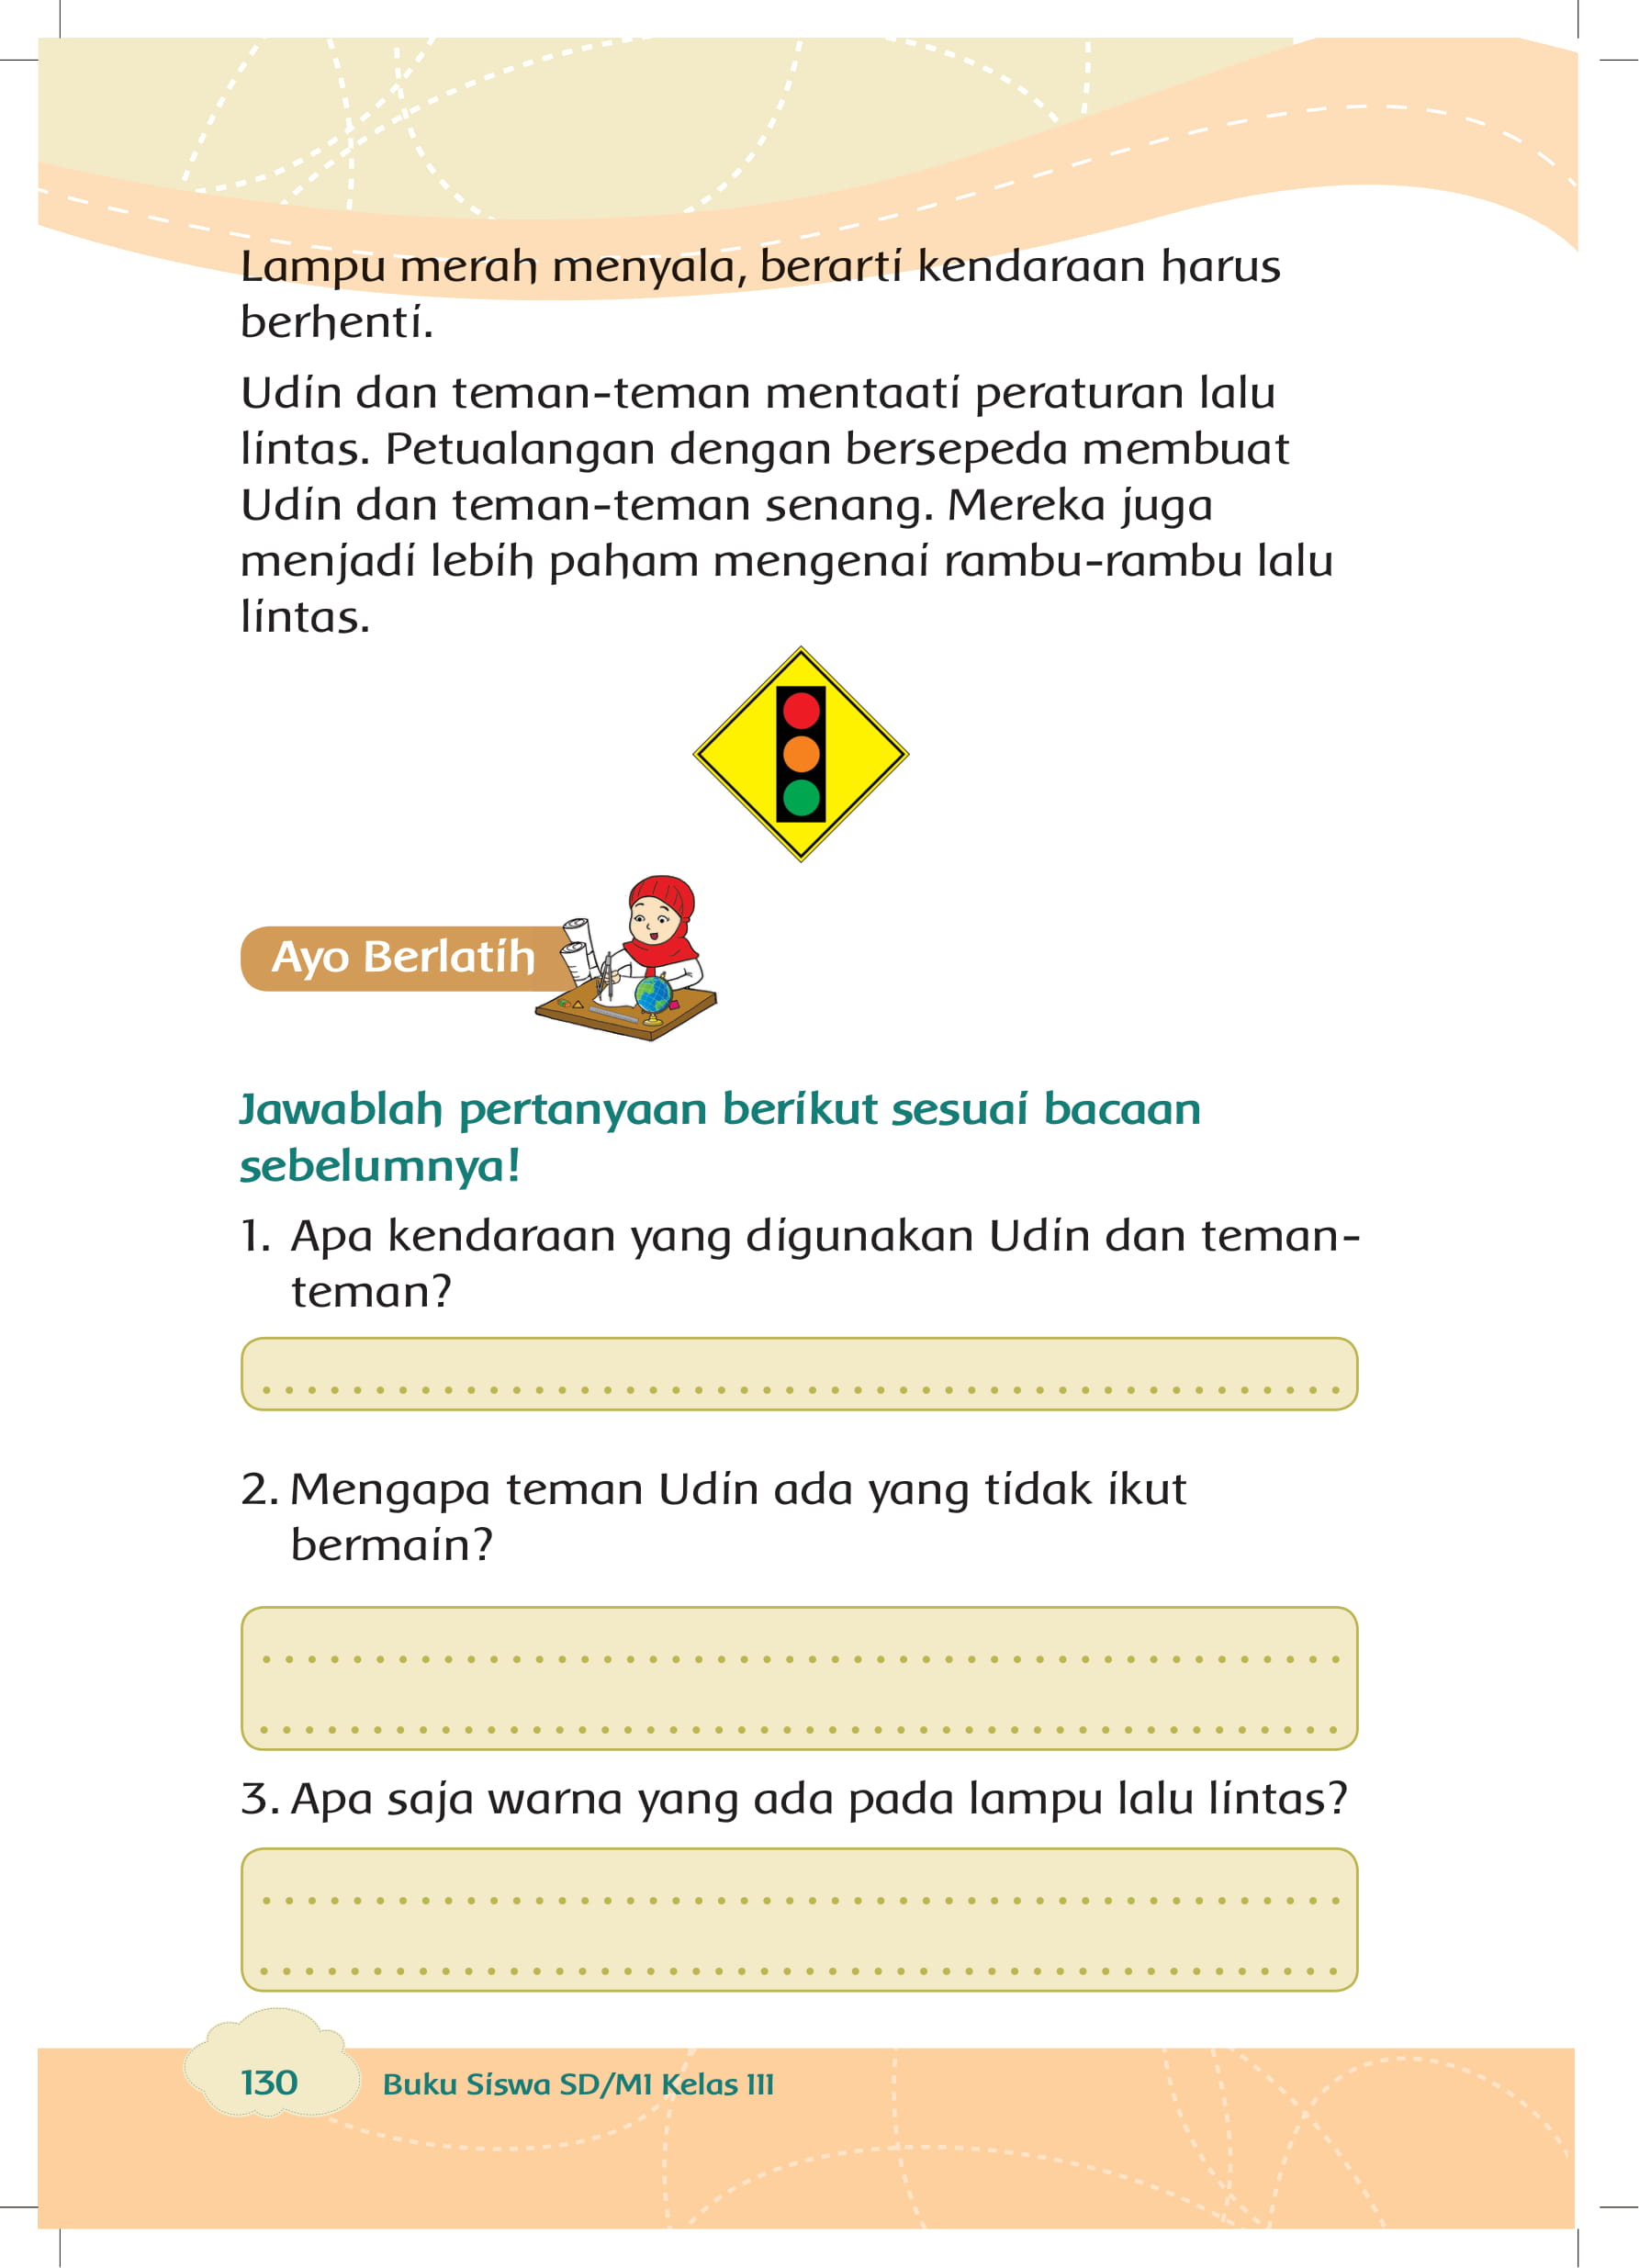 Lampu merah menyala, berarti kendaraan harus
berhenti.
Udin dan teman-teman mentaati peraturan lalu
lintas. Petualangan dengan bersepeda membuat
Udin dan teman-teman senang. Mereka juga
menjadi lebih paham mengenai rambu-rambu lalu
lintas.
Ayo Berlatih
Jawablah pertanyaan berikut sesuai bacaan
sebelumnya!
1. Apa kendaraan yang digunakan Udin dan teman-
teman?
2. Mengapa teman Udin ada yang tidak ikut
bermain?
3. Apa saja warna yang ada pada lampu lalu lintas?
130 Buku Siswa SD/MI Kelas III